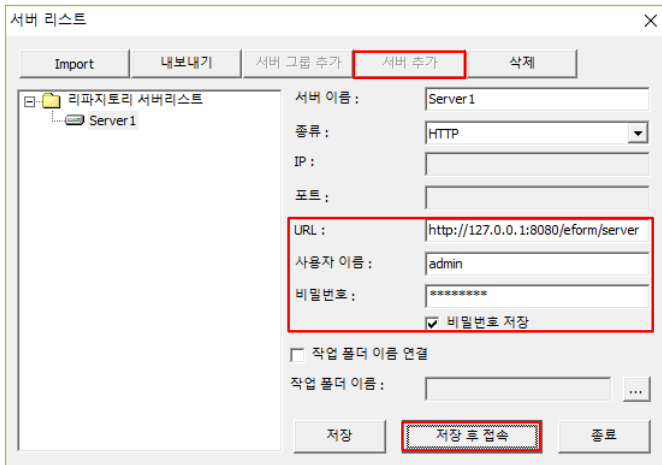 서버 리스트
Import 내보내기 서버 그룹 추가 서버 추가 삭제
리파지토리 서버리스트
Server1
서버 이름 : Server1
종류 : HTTP
IP :
포트 :
URL : http://127.0.0.1:8080/eform/server
사용자 이름 : admin
비밀번호 : ********
비밀번호 저장
작업 폴더 이름 연결
작업 폴더 이름 : ...
저장 저장 후 접속 종료